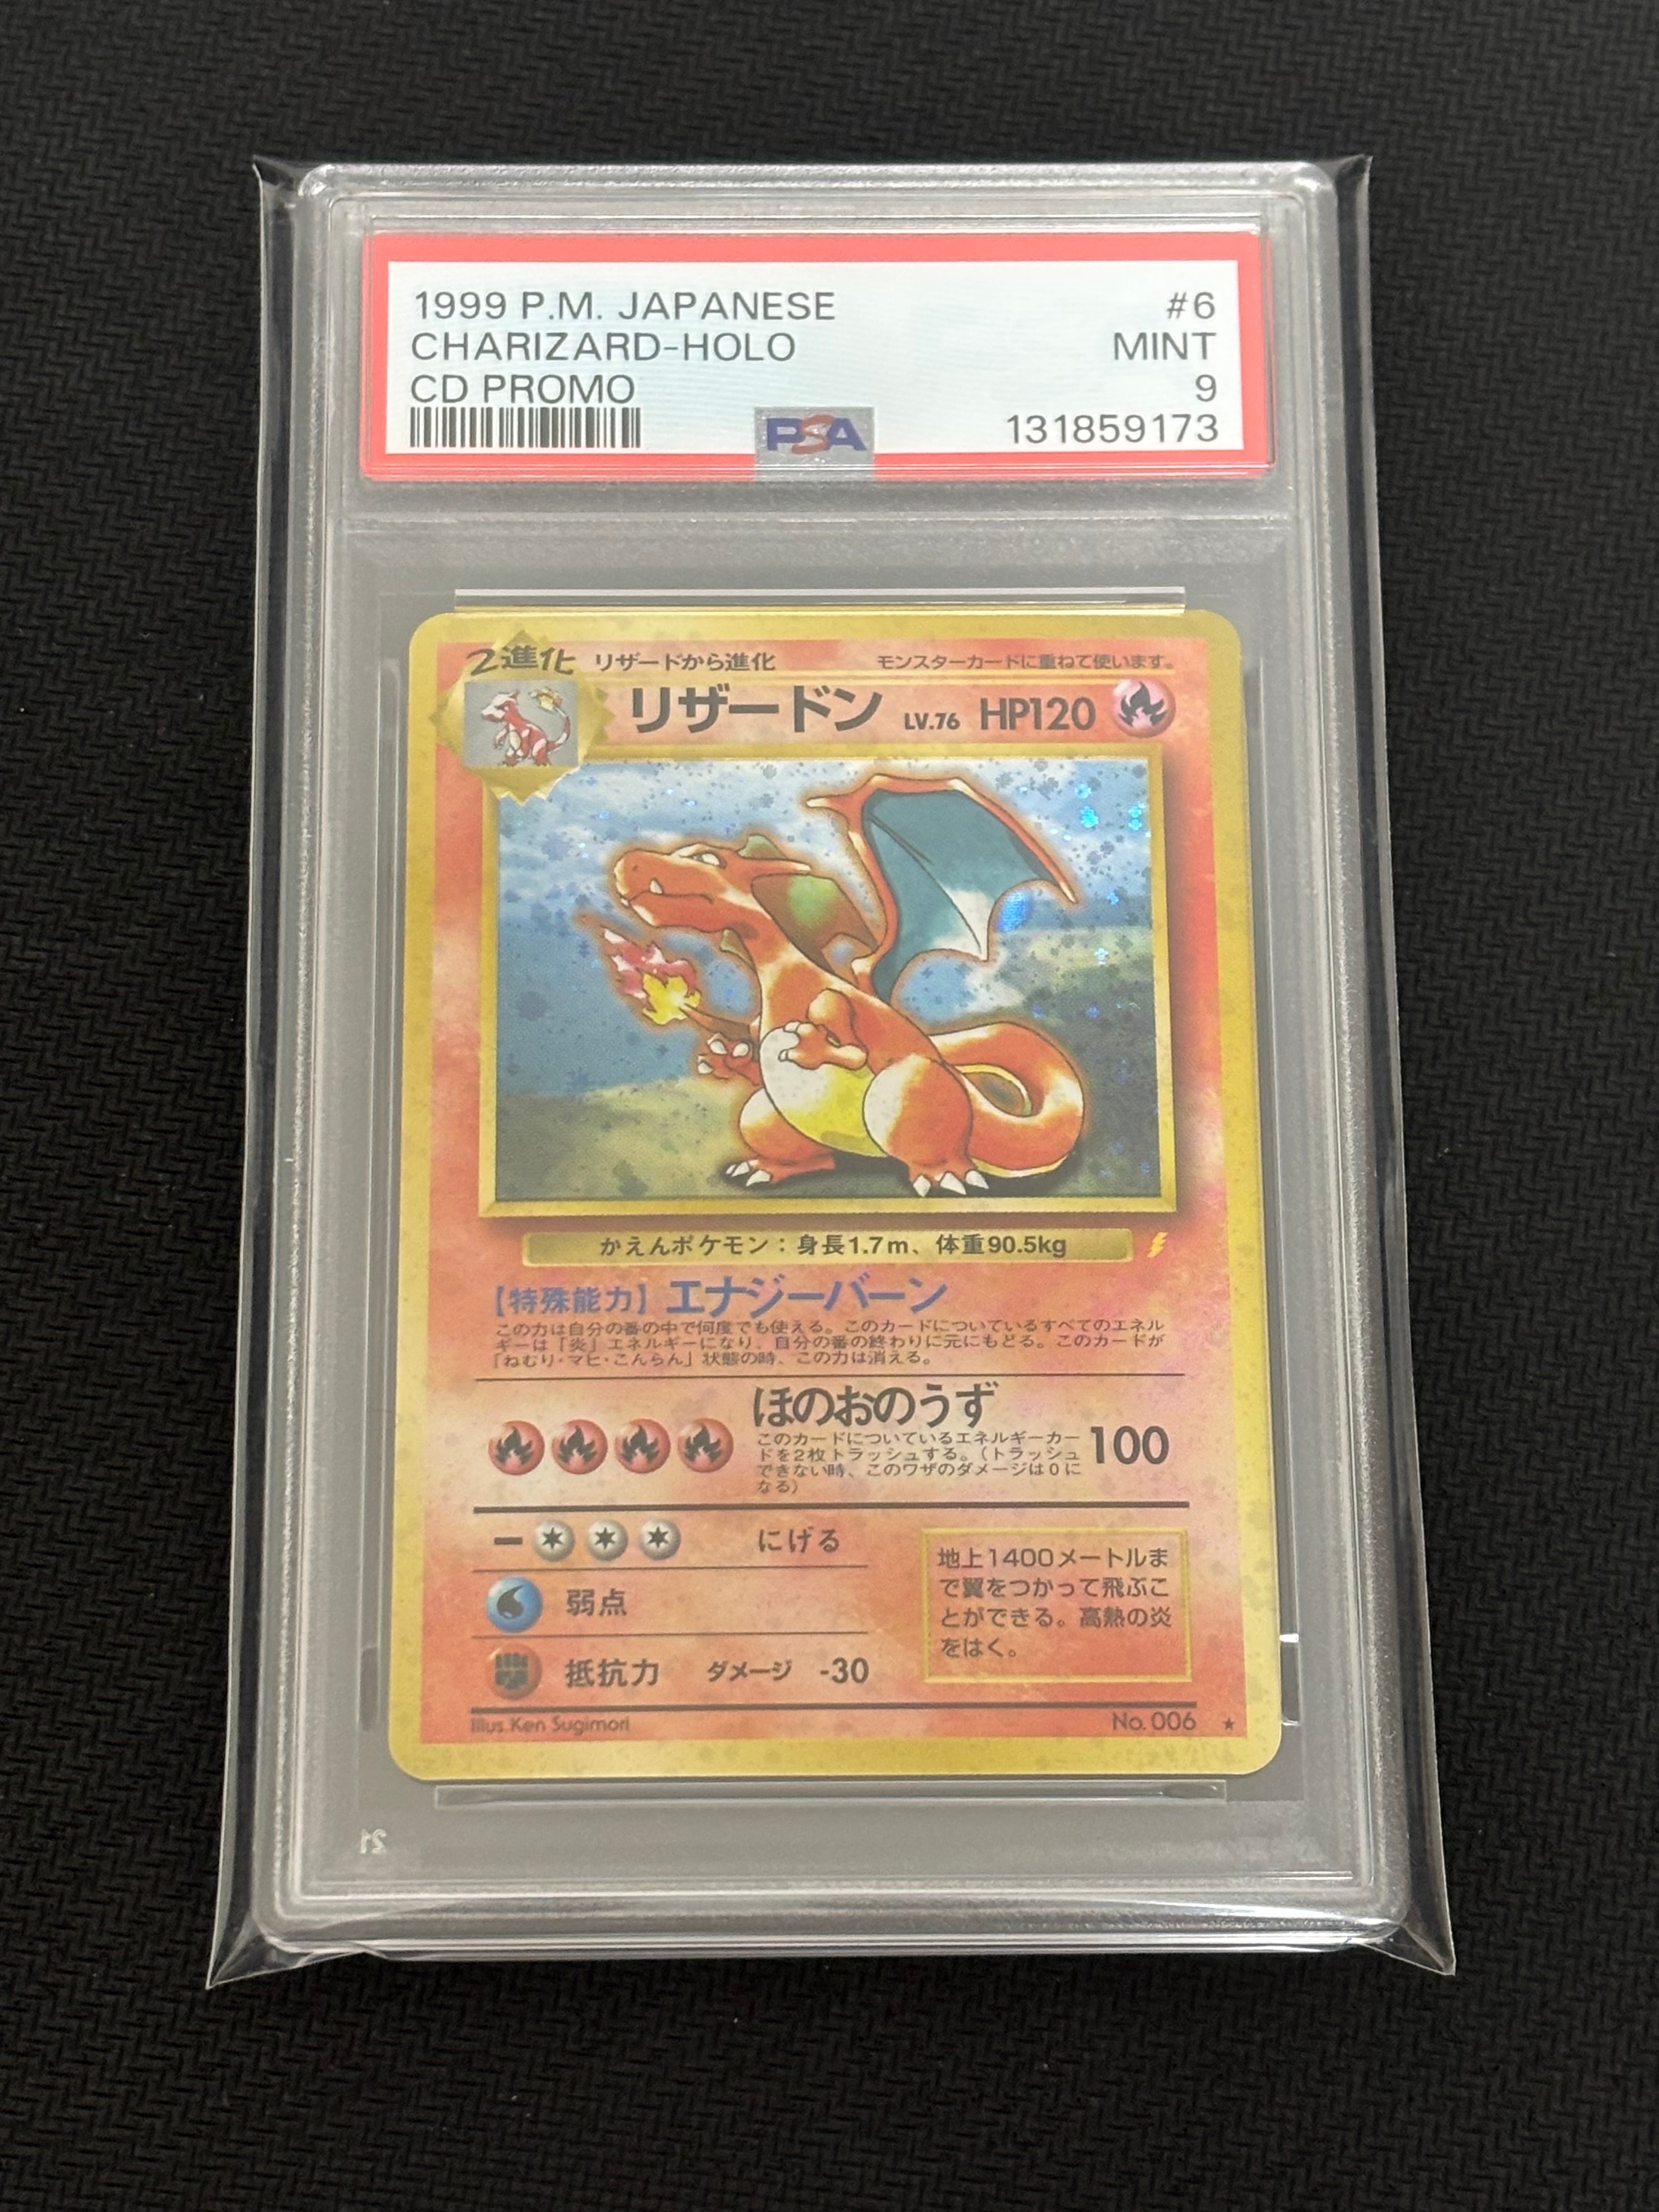 1999 P.M. JAPANESE #6
CHARIZARD-HOLO MINT
CD PROMO 9
PSA 131859173
2進化 リザードから進化 モンスターカードに重ねて使います。
リザードン LV.76 HP120
かえんポケモン：身長1.7m、体重90.5kg
【特殊能力】エナジーバーン
この力は自分の番の中で何度でも使える。このカードについているすべてのエネル
ギーは「炎」エネルギーになり、自分の番の終わりに元にもどる。このカードが
「ねむり・マヒ・こんらん」状態の時、この力は消える。
ほのおのうず
このカードについているエネルギーカー
ドを2枚トラッシュする。（トラッシュ
できない時、このワザのダメージは0に
なる）
100
にげる
弱点
抵抗力 ダメージ -30
地上1400メートルま
で翼をつかって飛ぶこ
とができる。高熱の炎
をはく。
Illus. Ken Sugimori No. 006 ★
21